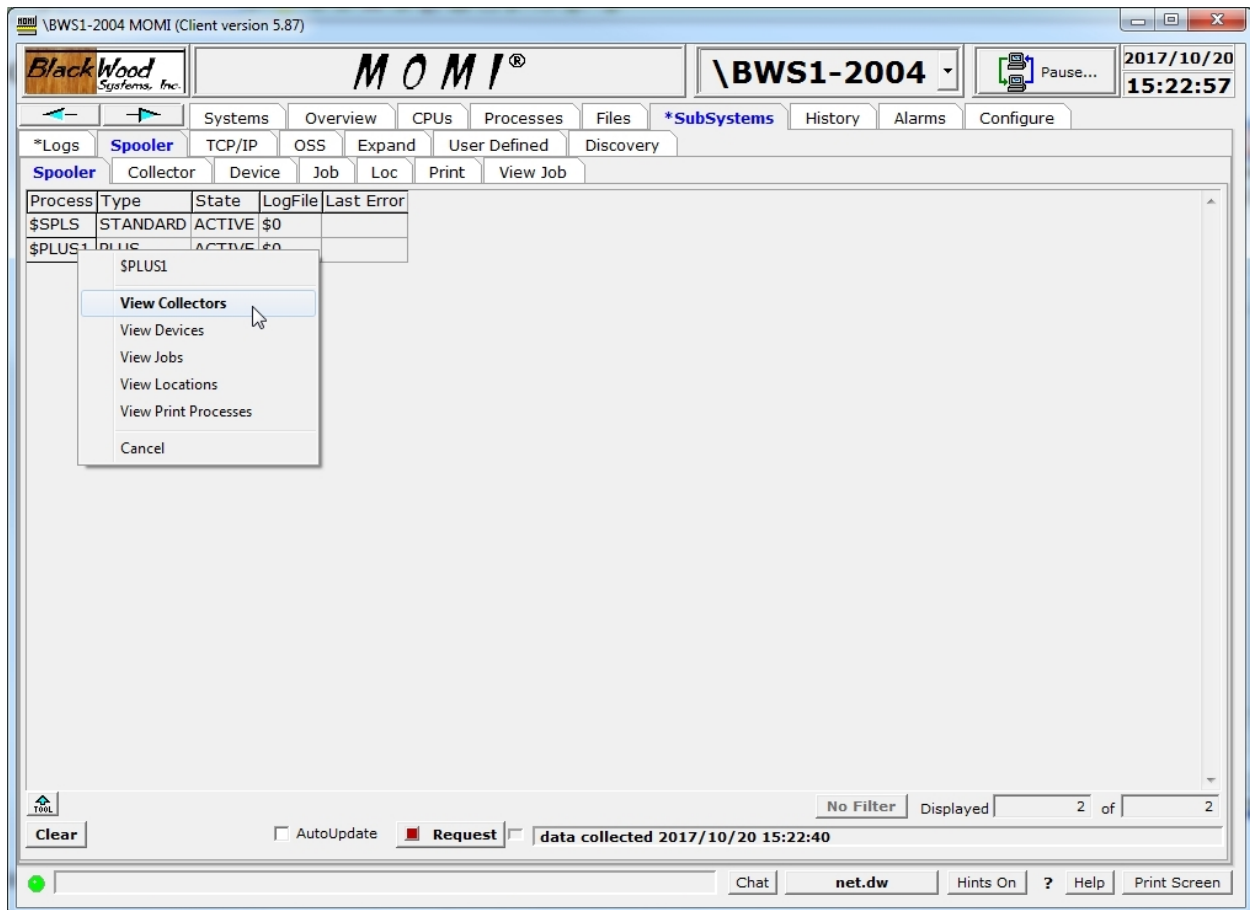 \BWS1-2004 MOMI (Client version 5.87)
BlackWood Systems, Inc.
MOMI®
\BWS1-2004
Pause...
2017/10/20
15:22:57
Systems Overview CPUs Processes Files *SubSystems History Alarms Configure
*Logs Spooler TCP/IP OSS Expand User Defined Discovery
Spooler Collector Device Job Loc Print View Job
Process Type State LogFile Last Error
$SPLS STANDARD ACTIVE $0
$PLUS1 PLUS ACTIVE $0
$PLUS1
View Collectors
View Devices
View Jobs
View Locations
View Print Processes
Cancel
TOOL
No Filter Displayed 2 of 2
Clear AutoUpdate Request data collected 2017/10/20 15:22:40
Chat net.dw Hints On ? Help Print Screen